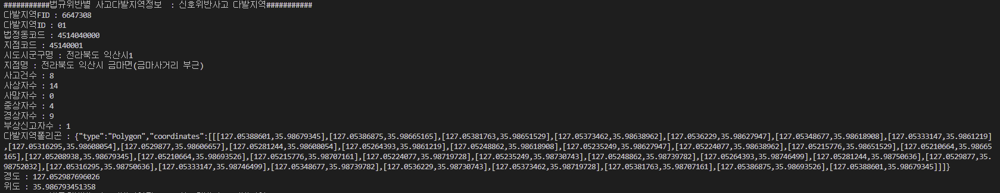 ###########법규위반별 사고다발지역정보  : 신호위반사고 다발지역###########
다발지역FID : 6647308
다발지역ID : 01
법정동코드 : 4514040000
지점코드 : 45140001
시도시군구명 : 전라북도 익산시1
지점명 : 전라북도 익산시 금마면(금마사거리 부근)
사고건수 : 8
사상자수 : 14
사망자수 : 0
중상자수 : 4
경상자수 : 9
부상신고자수 : 1
다발지역폴리곤 : {"type":"Polygon","coordinates":[[[127.05388601,35.98679345],[127.05386875,35.98665165],[127.05381763,35.98651529],[127.05373462,35.98638962],[127.0536229,35.98627947],[127.05348677,35.98618908],[127.05333147,35.9861219]
,[127.05316295,35.98608054],[127.0529877,35.98606657],[127.05281244,35.98608054],[127.05264393,35.9861219],[127.05248862,35.98618908],[127.05235249,35.98627947],[127.05224077,35.98638962],[127.05215776,35.98651529],[127.05210664,35.98665
165],[127.05208938,35.98679345],[127.05210664,35.98693526],[127.05215776,35.98707161],[127.05224077,35.98719728],[127.05235249,35.98730743],[127.05248862,35.98739782],[127.05264393,35.98746499],[127.05281244,35.98750636],[127.0529877,35.
98752032],[127.05316295,35.98750636],[127.05333147,35.98746499],[127.05348677,35.98739782],[127.0536229,35.98730743],[127.05373462,35.98719728],[127.05381763,35.98707161],[127.05386875,35.98693526],[127.05388601,35.98679345]]]}
경도 : 127.052987696026
위도 : 35.986793451358